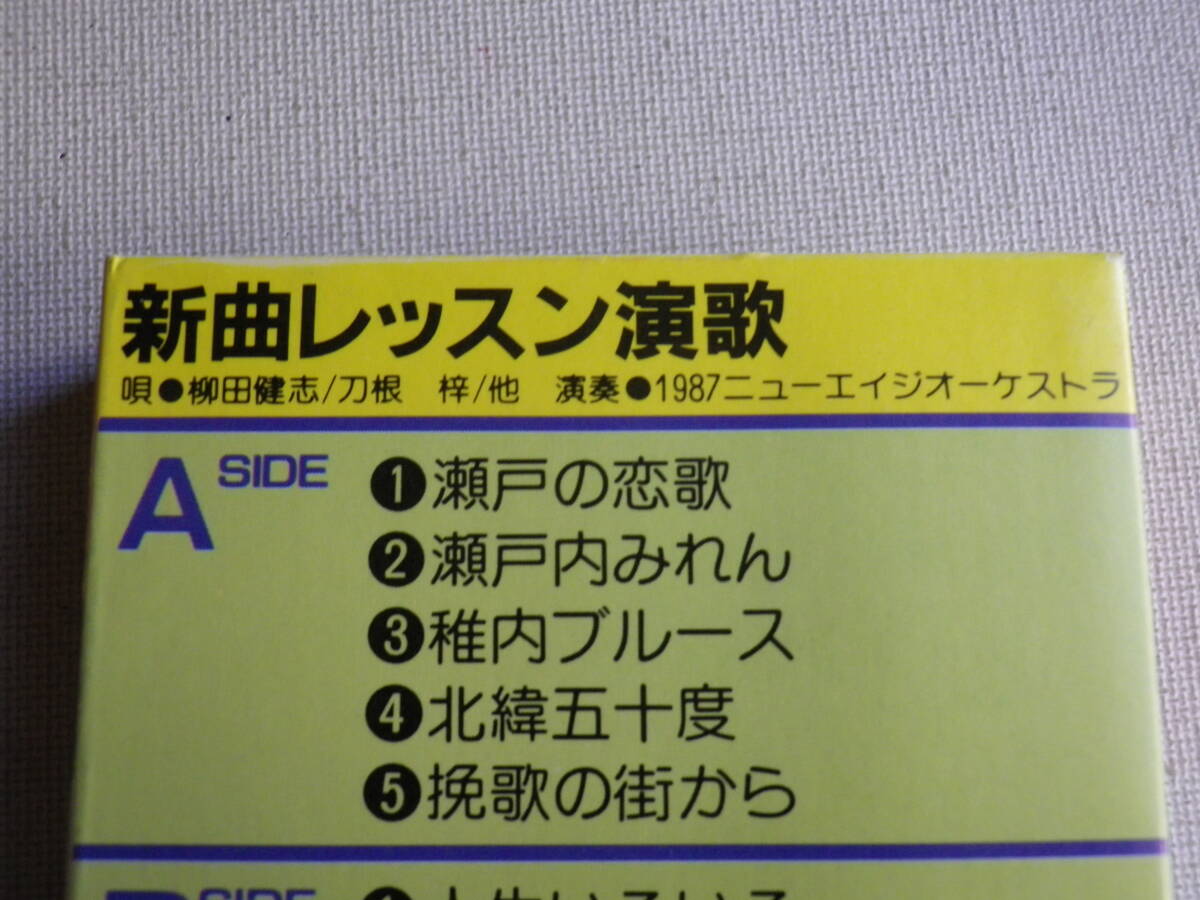 新曲レッスン演歌
唄●柳田健志/刀根 梓/他 演奏●1987ニューエイジオーケストラ
A SIDE
❶瀬戸の恋歌
❷瀬戸内みれん
❸稚内ブルース
❹北緯五十度
❺挽歌の街から
SIDE